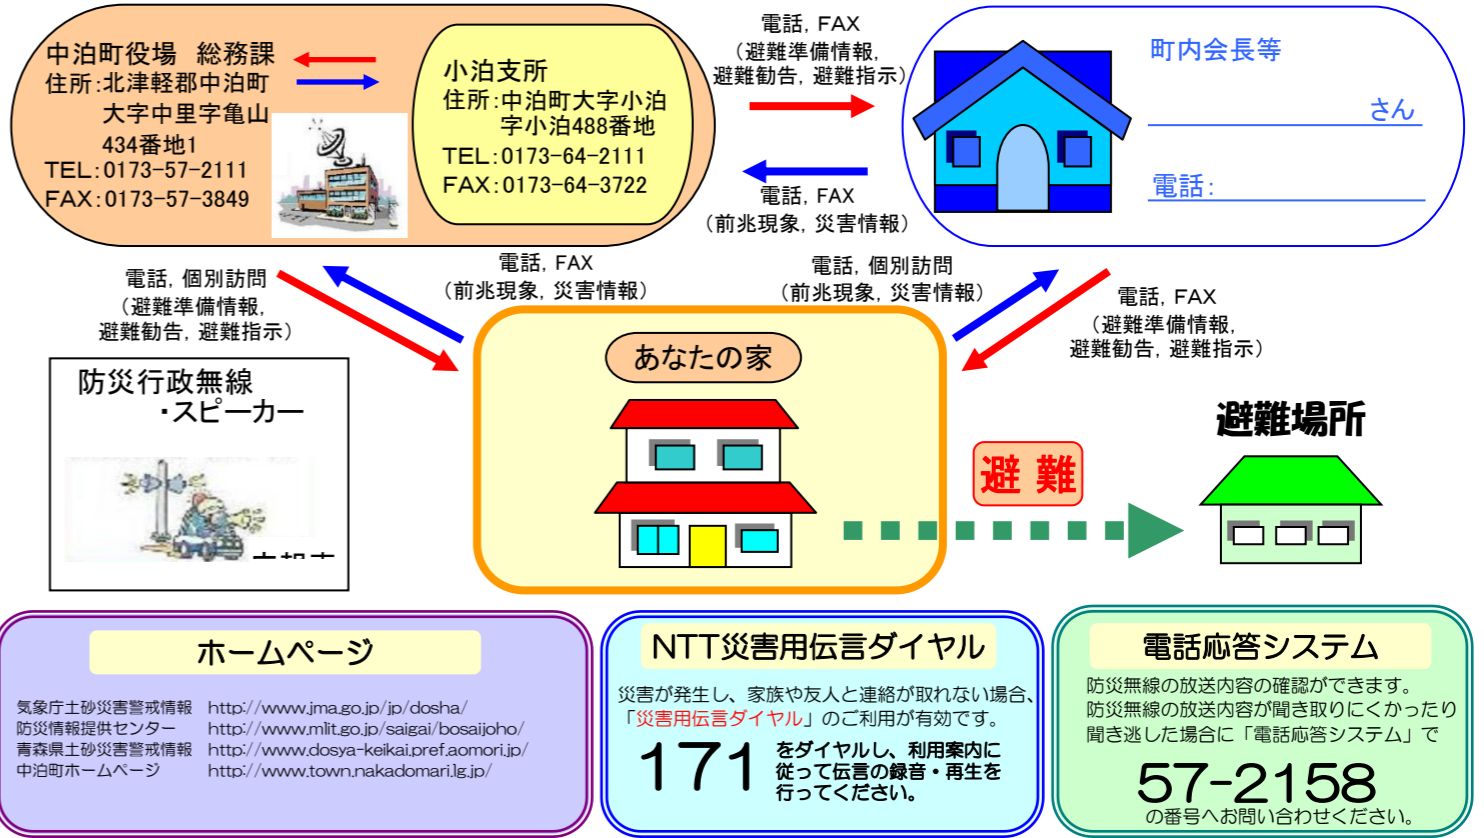 中泊町役場 総務課
住所:北津軽郡中泊町
大字中里字亀山
434番地1
TEL:0173-57-2111
FAX:0173-57-3849
小泊支所
住所:中泊町大字小泊
字小泊488番地
TEL:0173-64-2111
FAX:0173-64-3722
電話, FAX
(避難準備情報,
避難勧告, 避難指示)
電話, FAX
(前兆現象, 災害情報)
町内会長等
さん
電話:
電話, 個別訪問
(避難準備情報,
避難勧告, 避難指示)
電話, FAX
(前兆現象, 災害情報)
電話, 個別訪問
(前兆現象, 災害情報)
電話, FAX
(避難準備情報,
避難勧告, 避難指示)
防災行政無線
・スピーカー
あなたの家
避難
避難場所
ホームページ
気象庁土砂災害警戒情報 http://www.jma.go.jp/jp/dosha/
防災情報提供センター http://www.mlit.go.jp/saigai/bosaijoho/
青森県土砂災害警戒情報 http://www.dosya-keikai.pref.aomori.jp/
中泊町ホームページ http://www.town.nakadomari.lg.jp/
NTT災害用伝言ダイヤル
災害が発生し、家族や友人と連絡が取れない場合、
「災害用伝言ダイヤル」のご利用が有効です。
171
をダイヤルし、利用案内に
従って伝言の録音・再生を
行ってください。
電話応答システム
防災無線の放送内容の確認ができます。
防災無線の放送内容が聞き取りにくかったり
聞き逃した場合に「電話応答システム」で
57-2158
の番号へお問い合わせください。